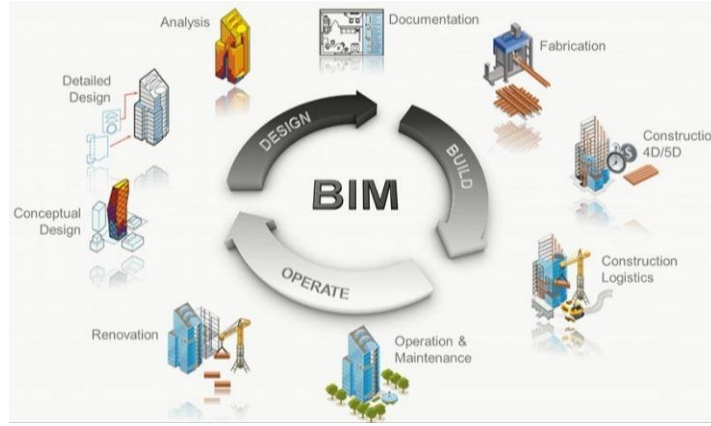 Analysis
Documentation
Fabrication
Detailed
Design
DESIGN
BUILD
Constructio
4D/5D
BIM
Conceptual
Design
Construction
Logistics
OPERATE
Renovation
Operation &
Maintenance